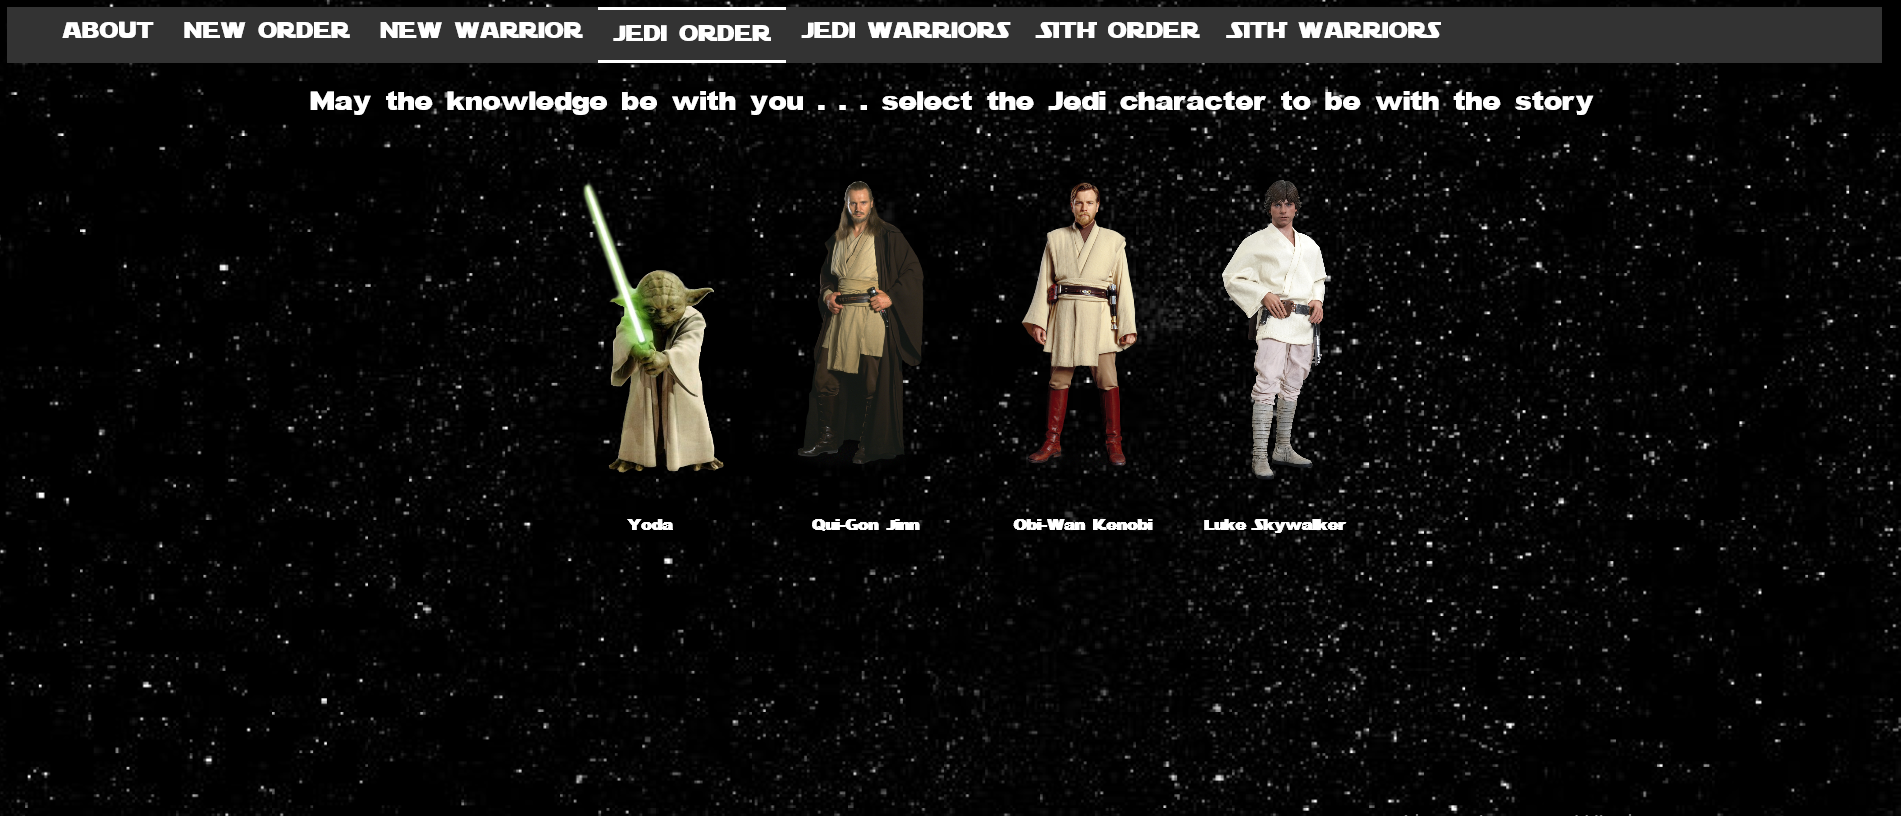 ABOUT NEW ORDER NEW WARRIOR JEDI ORDER JEDI WARRIORS SITH ORDER SITH WARRIORS
May the knowledge be with you . . . select the Jedi character to be with the story
Yoda Qui-Gon Jinn Obi-Wan Kenobi Luke Skywalker